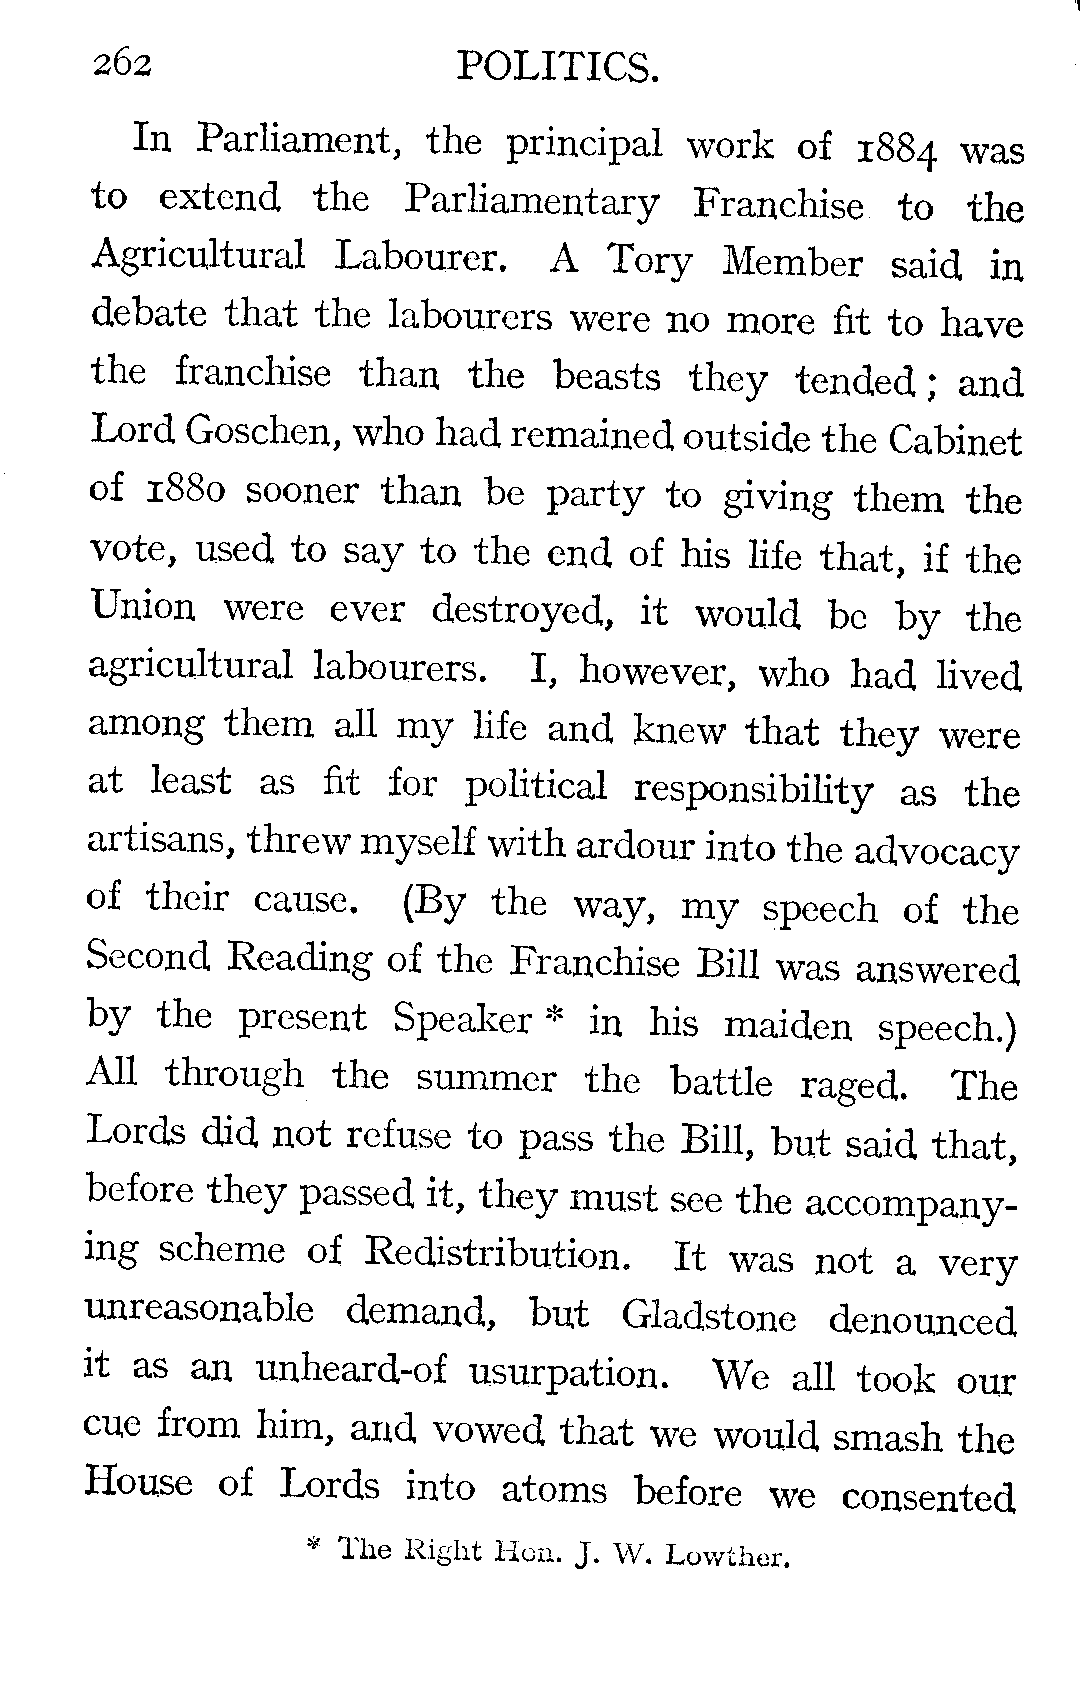 262 POLITICS.
In Parliament, the principal work of 1884 was
to extend the Parliamentary Franchise to the
Agricultural Labourer. A Tory Member said in
debate that the labourers were no more fit to have
the franchise than the beasts they tended; and
Lord Goschen, who had remained outside the Cabinet
of 1880 sooner than be party to giving them the
vote, used to say to the end of his life that, if the
Union were ever destroyed, it would be by the
agricultural labourers. I, however, who had lived
among them all my life and knew that they were
at least as fit for political responsibility as the
artisans, threw myself with ardour into the advocacy
of their cause. (By the way, my speech of the
Second Reading of the Franchise Bill was answered
by the present Speaker * in his maiden speech.)
All through the summer the battle raged. The
Lords did not refuse to pass the Bill, but said that,
before they passed it, they must see the accompany-
ing scheme of Redistribution. It was not a very
unreasonable demand, but Gladstone denounced
it as an unheard-of usurpation. We all took our
cue from him, and vowed that we would smash the
House of Lords into atoms before we consented
* The Right Hon. J. W. Lowther.